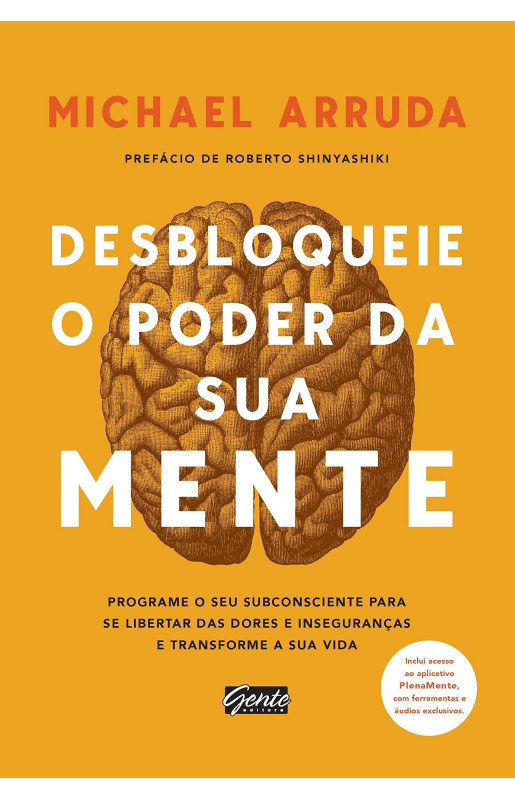 MICHAEL ARRUDA
PREFÁCIO DE ROBERTO SHINYASHIKI
DESBLOQUEIE
O PODER DA
SUA
MENTE
PROGRAME O SEU SUBCONSCIENTE PARA
SE LIBERTAR DAS DORES E INSEGURANÇAS
E TRANSFORME A SUA VIDA
Inclui acesso
ao aplicativo
PlenaMente,
com ferramentas e
áudios exclusivos.
Gente
editora